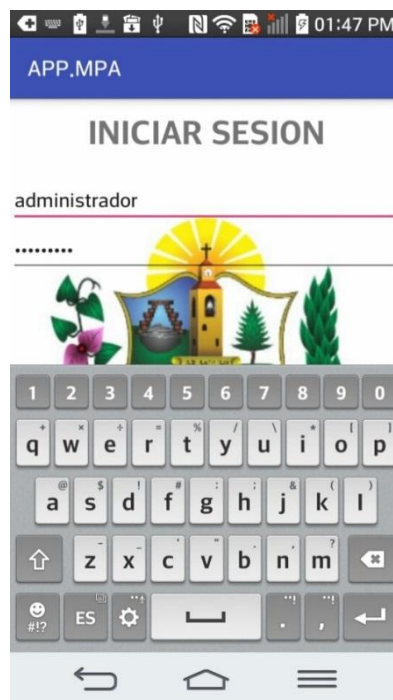 01:47 PM
APP.MPA
INICIAR SESION
administrador
•••••••••
1 2 3 4 5 6 7 8 9 0
+ × ÷ = % / \ * [ ]
q w e r t y u i o p
@ $ ! # : ; & ( )
a s d f g h j k l
- _ ' " . , ?
z x c v b n m
#!? ES . ,